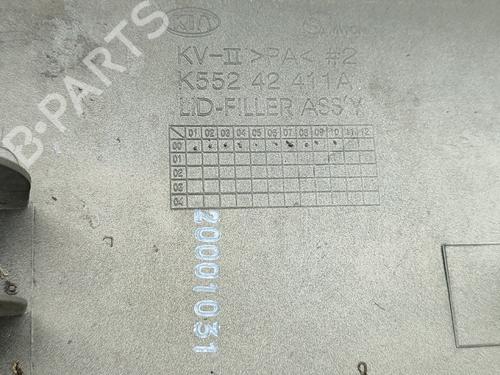 KIA
KV-II >PA< #2
K552 42 411A
LID-FILLER ASS'Y
01 02 03 04 05 06 07 08 09 10 11 12
00
01
02
03
04
20001031
B-PARTS